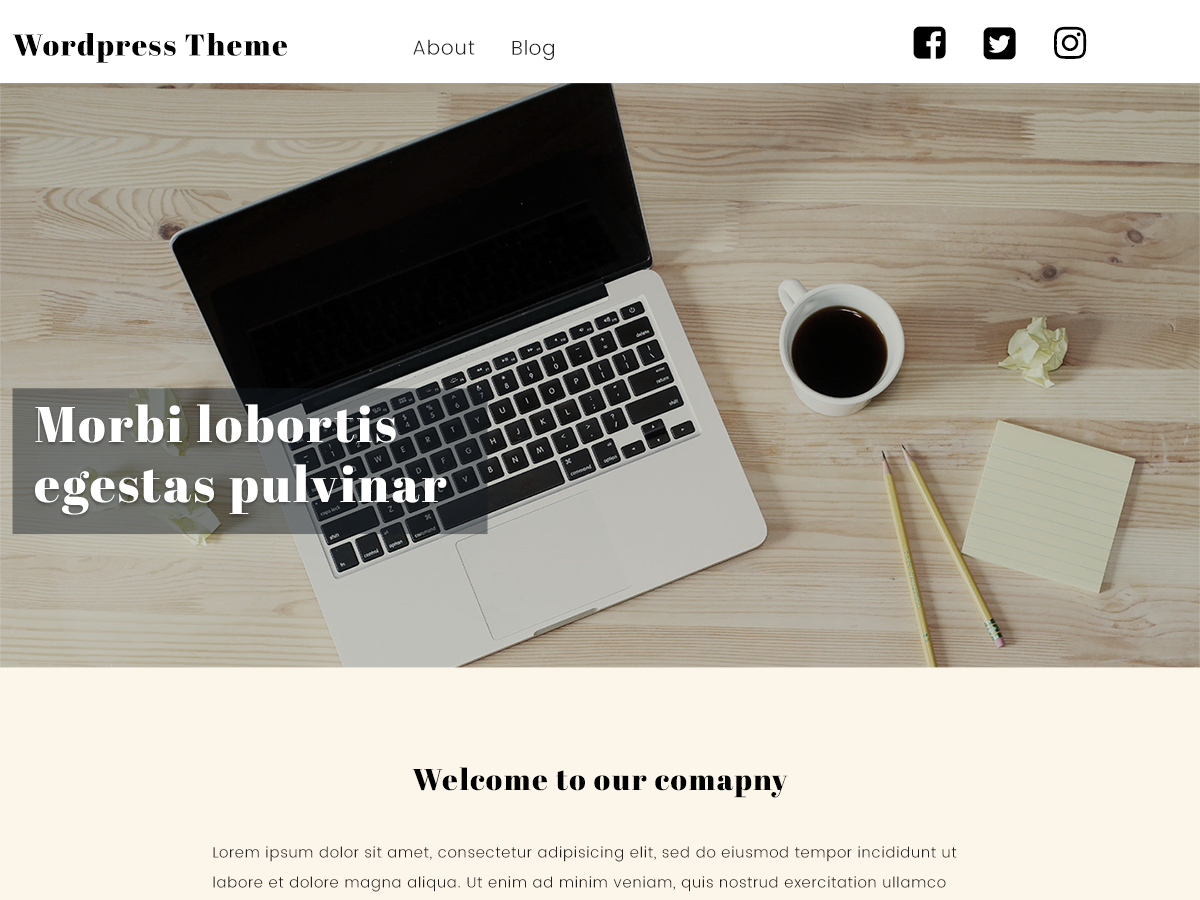 Wordpress Theme
About
Blog
Morbi lobortis
egestas pulvinar
Welcome to our comapny
Lorem ipsum dolor sit amet, consectetur adipisicing elit, sed do eiusmod tempor incididunt ut
labore et dolore magna aliqua. Ut enim ad minim veniam, quis nostrud exercitation ullamco